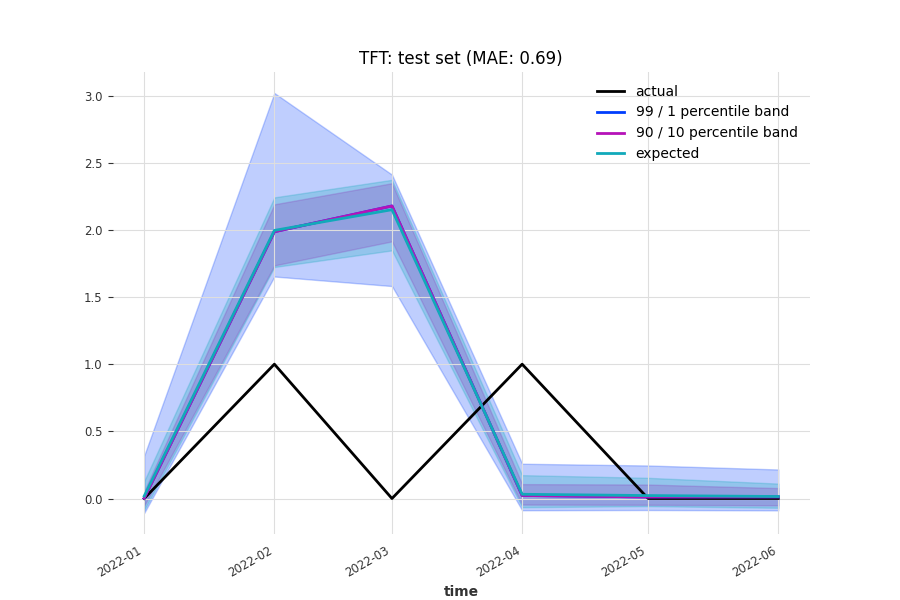 TFT: test set (MAE: 0.69)
actual
99 / 1 percentile band
90 / 10 percentile band
expected
3.0
2.5
2.0
1.5
1.0
0.5
0.0
2022-01
2022-02
2022-03
2022-04
2022-05
2022-06
time